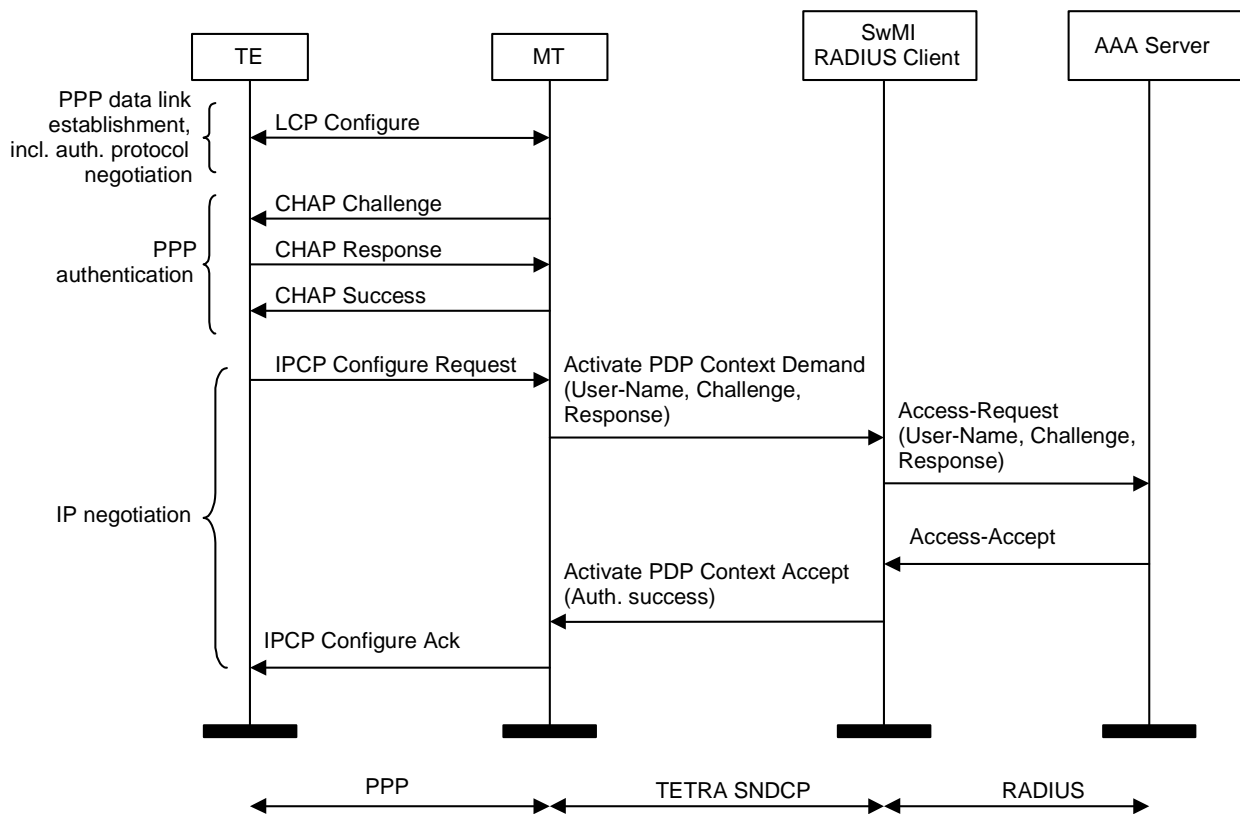 TE
MT
SwMI
RADIUS Client
AAA Server
PPP data link
establishment,
incl. auth. protocol
negotiation
LCP Configure
PPP
authentication
CHAP Challenge
CHAP Response
CHAP Success
IP negotiation
IPCP Configure Request
Activate PDP Context Demand
(User-Name, Challenge,
Response)
Access-Request
(User-Name, Challenge,
Response)
Access-Accept
Activate PDP Context Accept
(Auth. success)
IPCP Configure Ack
PPP
TETRA SNDCP
RADIUS